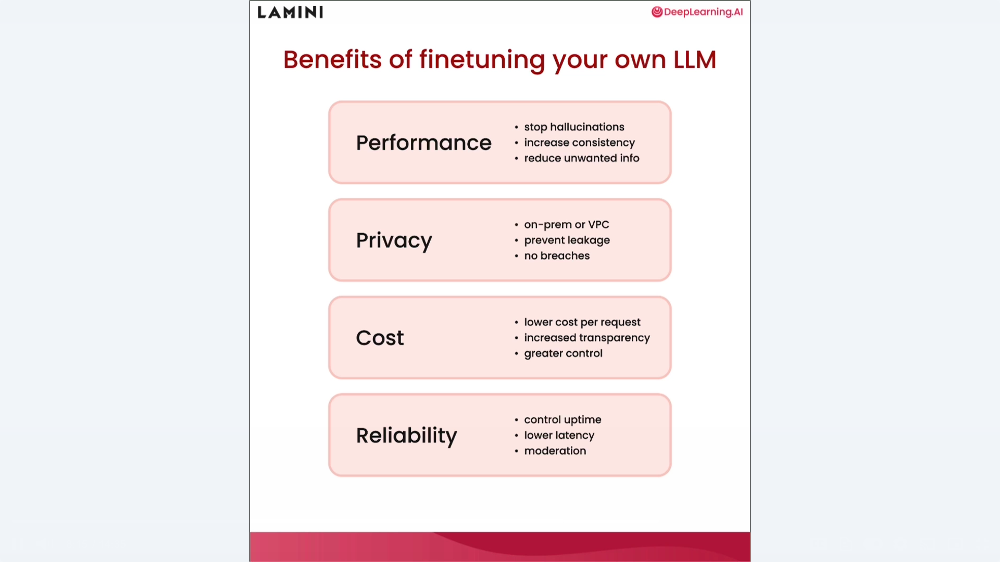 LAMINI
DeepLearning.AI
Benefits of finetuning your own LLM
Performance
• stop hallucinations
• increase consistency
• reduce unwanted info
Privacy
• on-prem or VPC
• prevent leakage
• no breaches
Cost
• lower cost per request
• increased transparency
• greater control
Reliability
• control uptime
• lower latency
• moderation